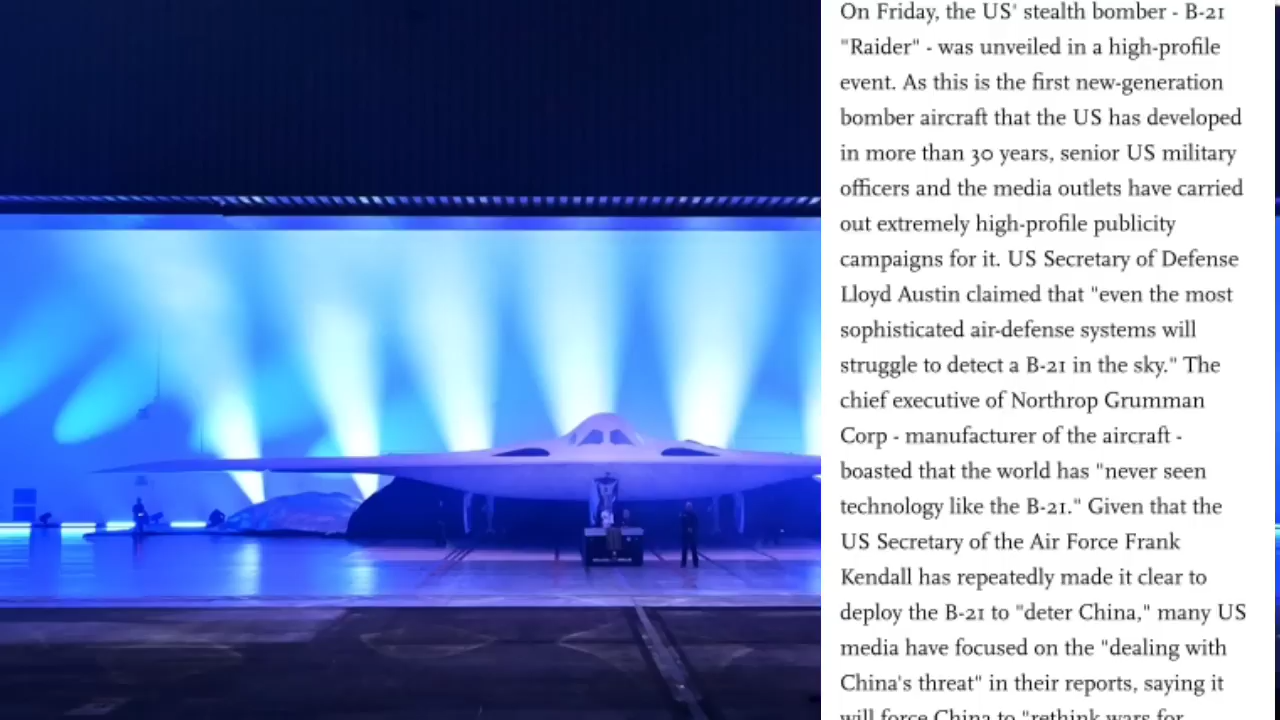 On Friday, the US' stealth bomber - B-21
"Raider" - was unveiled in a high-profile
event. As this is the first new-generation
bomber aircraft that the US has developed
in more than 30 years, senior US military
officers and the media outlets have carried
out extremely high-profile publicity
campaigns for it. US Secretary of Defense
Lloyd Austin claimed that "even the most
sophisticated air-defense systems will
struggle to detect a B-21 in the sky." The
chief executive of Northrop Grumman
Corp - manufacturer of the aircraft -
boasted that the world has "never seen
technology like the B-21." Given that the
US Secretary of the Air Force Frank
Kendall has repeatedly made it clear to
deploy the B-21 to "deter China," many US
media have focused on the "dealing with
China's threat" in their reports, saying it
will force China to "rethink wars for